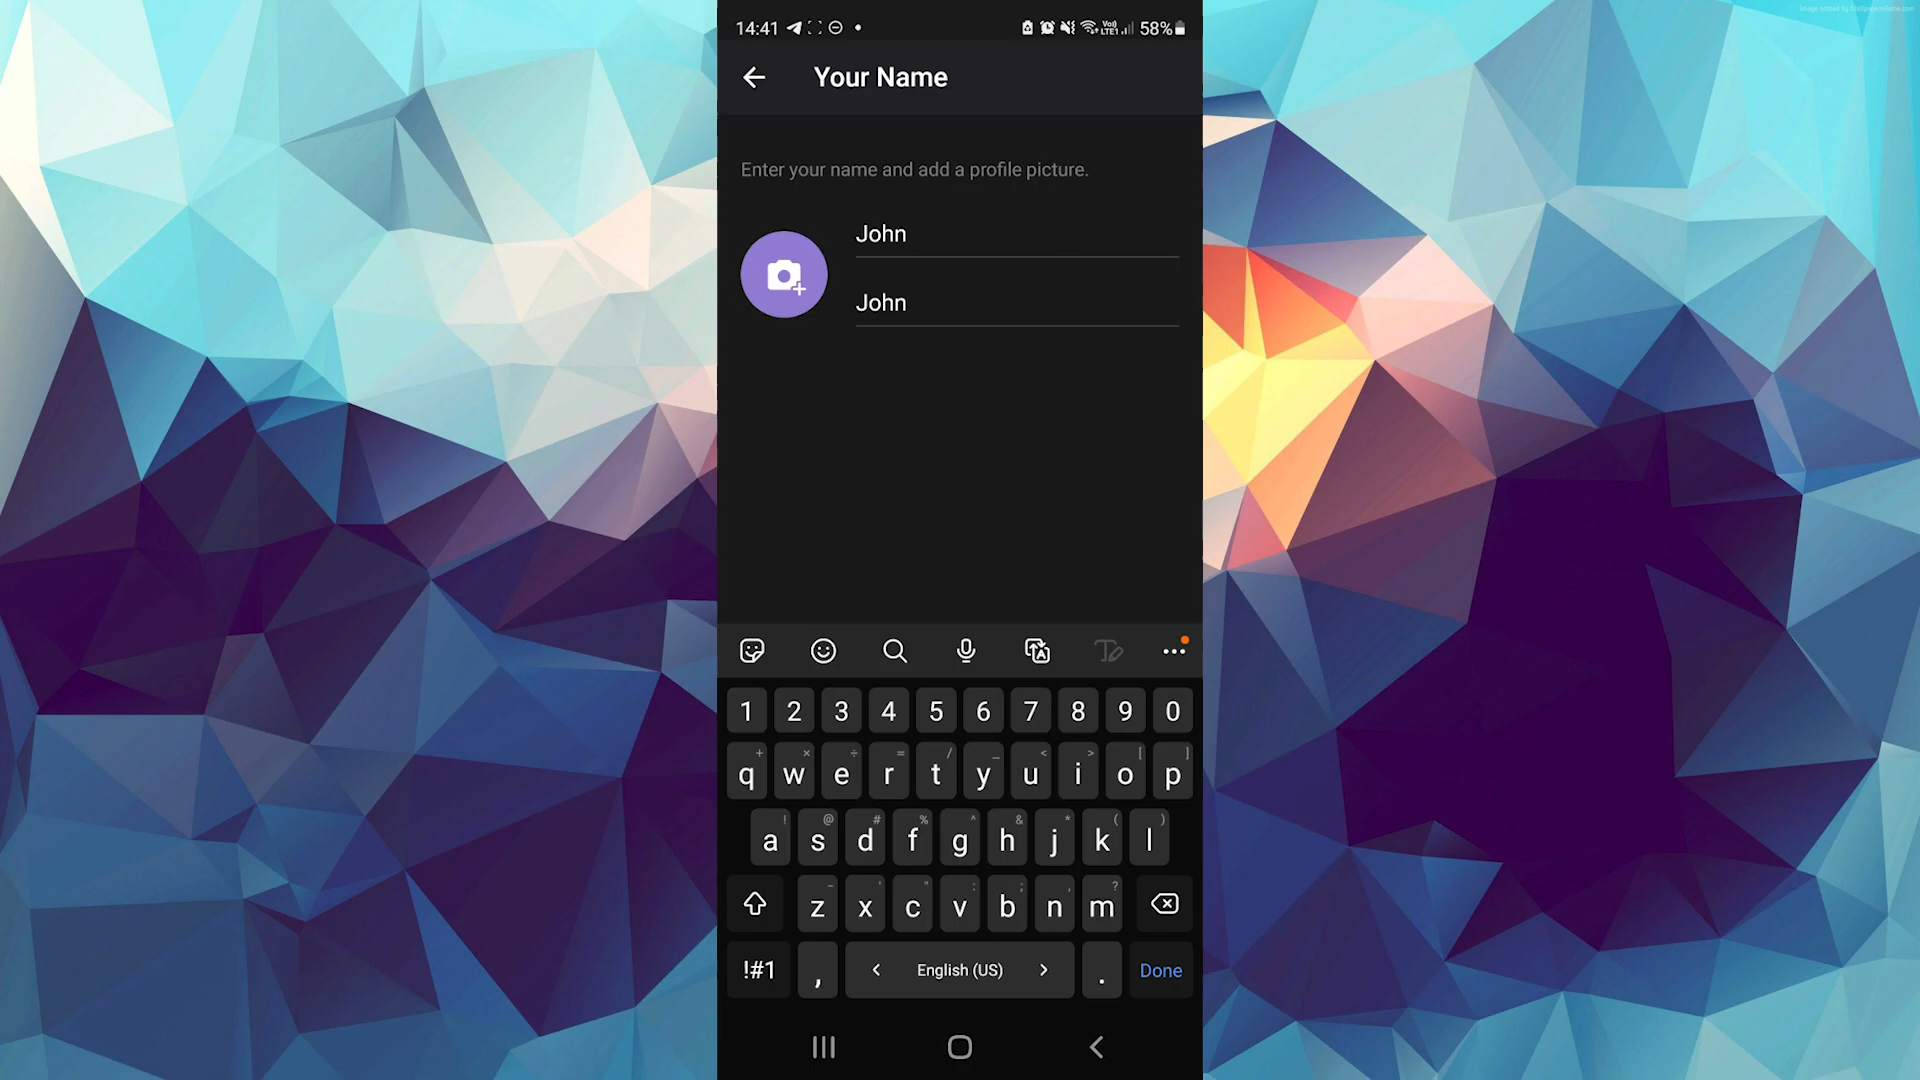 14:41 58%
Your Name
Enter your name and add a profile picture.
John
John
1 2 3 4 5 6 7 8 9 0
q w e r t y u i o p
a s d f g h j k l
z x c v b n m
!#1 , < English (US) > . Done